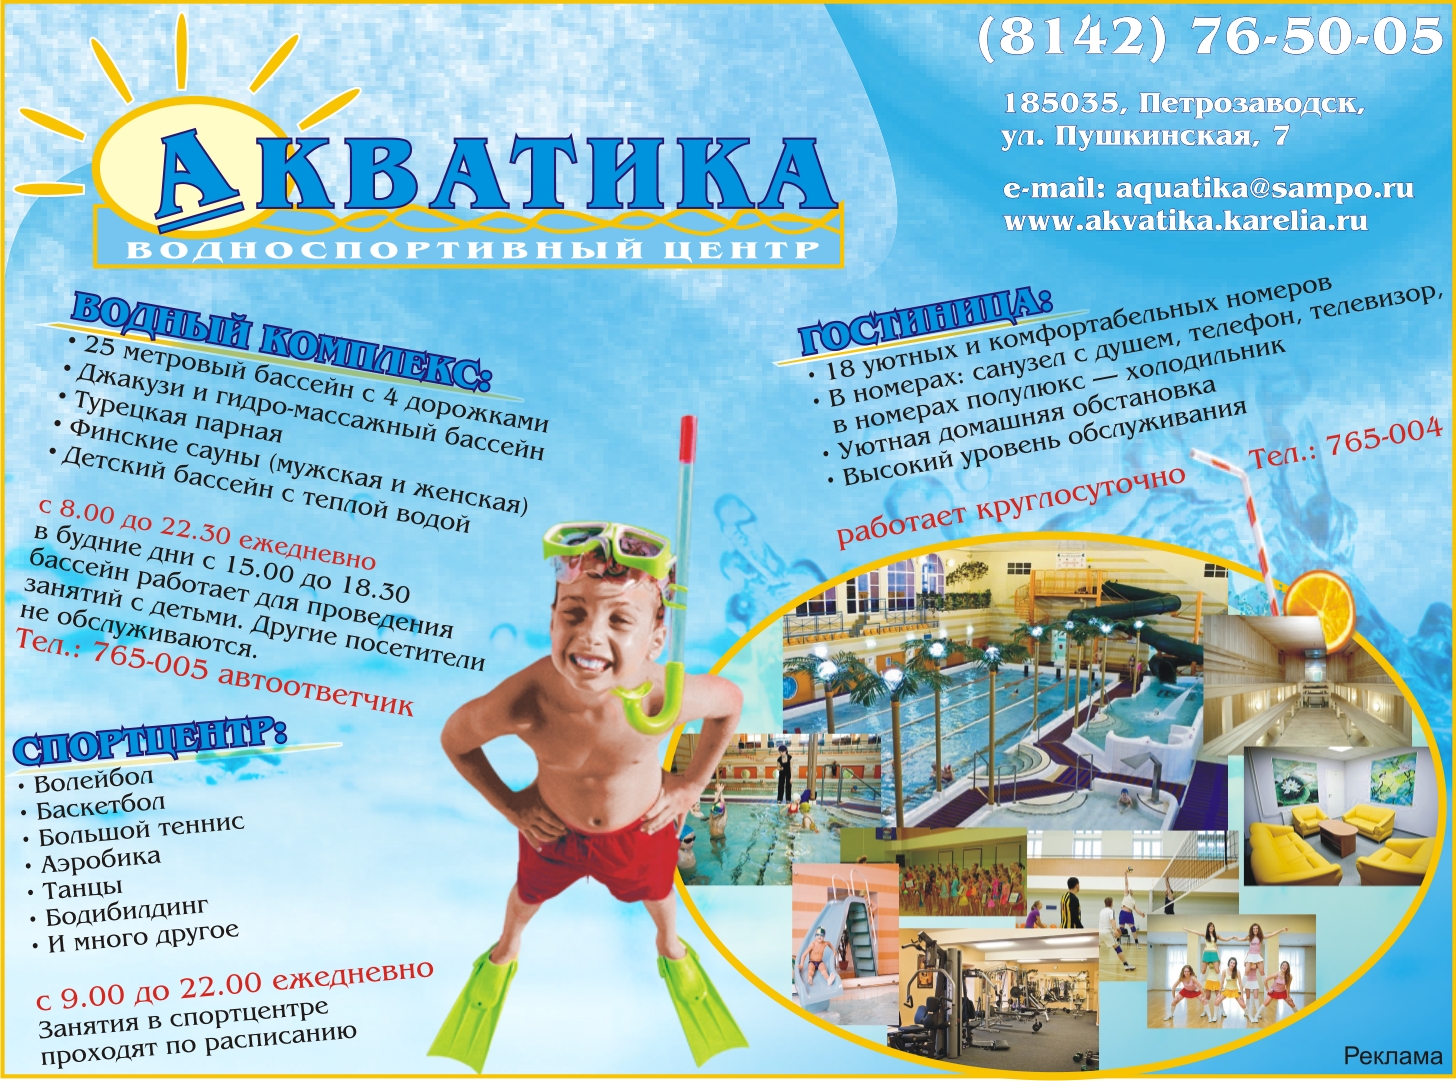 АКВАТИКА
ВОДНОСПОРТИВНЫЙ ЦЕНТР
(8142) 76-50-05
185035, Петрозаводск,
ул. Пушкинская, 7
e-mail: aquatika@sampo.ru
www.akvatika.karelia.ru
ВОДНЫЙ КОМПЛЕКС:
• 25 метровый бассейн с 4 дорожками
• Джакузи и гидро-массажный бассейн
• Турецкая парная
• Финские сауны (мужская и женская)
• Детский бассейн с теплой водой
с 8.00 до 22.30 ежедневно
в будние дни с 15.00 до 18.30
бассейн работает для проведения
занятий с детьми. Другие посетители
не обслуживаются.
Тел.: 765-005 автоответчик
СПОРТЦЕНТР:
• Волейбол
• Баскетбол
• Большой теннис
• Аэробика
• Танцы
• Бодибилдинг
• И много другое
с 9.00 до 22.00 ежедневно
Занятия в спортцентре
проходят по расписанию
ГОСТИНИЦА:
• 18 уютных и комфортабельных номеров
• В номерах: санузел с душем, телефон, телевизор,
в номерах полулюкс — холодильник
• Уютная домашняя обстановка
• Высокий уровень обслуживания
работает круглосуточно
Тел.: 765-004
Реклама